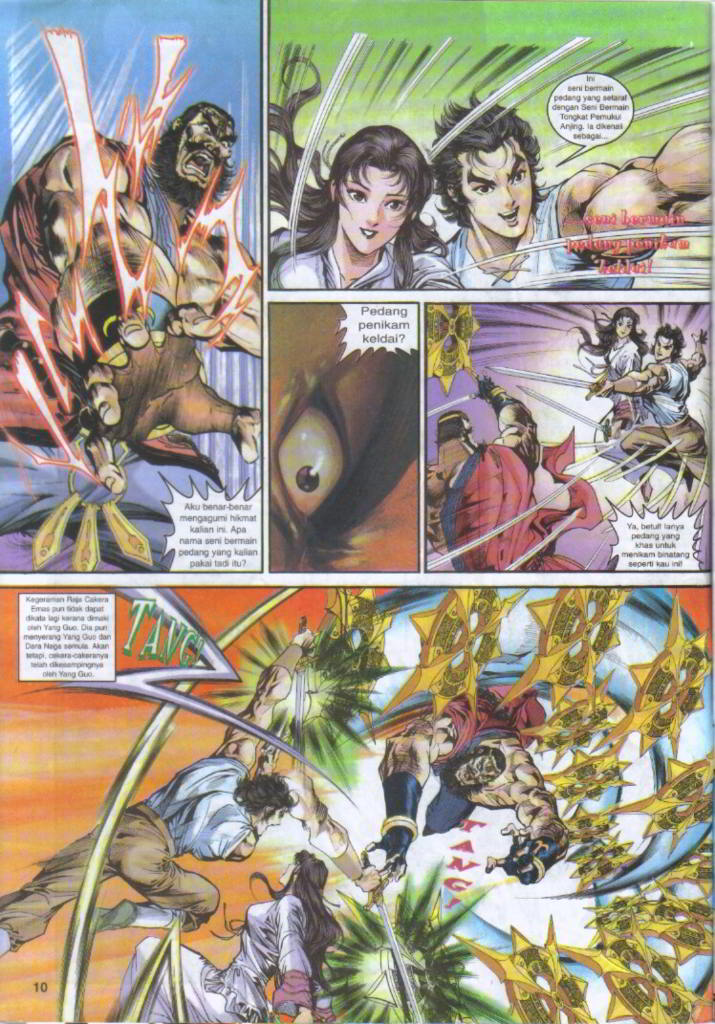 Aku benar-benar
mengagumi hikmat
kalian ini. Apa
nama seni bermain
pedang yang kalian
pakai tadi itu?
Ini
seni bermain
pedang yang setaraf
dengan Seni Bermain
Tongkat Pemukul
Anjing. Ia dikenali
sebagai...
...seni bermain
pedang penikam
keldai!
Pedang
penikam
keldai?
Ya, betul! Ianya
pedang yang
khas untuk
menikam binatang
seperti kau ini!
Kegeraman Raja Cakera
Emas pun tidak dapat
dikata lagi kerana dimaki
oleh Yang Guo. Dia pun
menyerang Yang Guo dan
Dara Naga semula. Akan
tetapi, cekera-cakeranya
telah dikesampingnya
oleh Yang Guo.
TANG!
TANG!
10